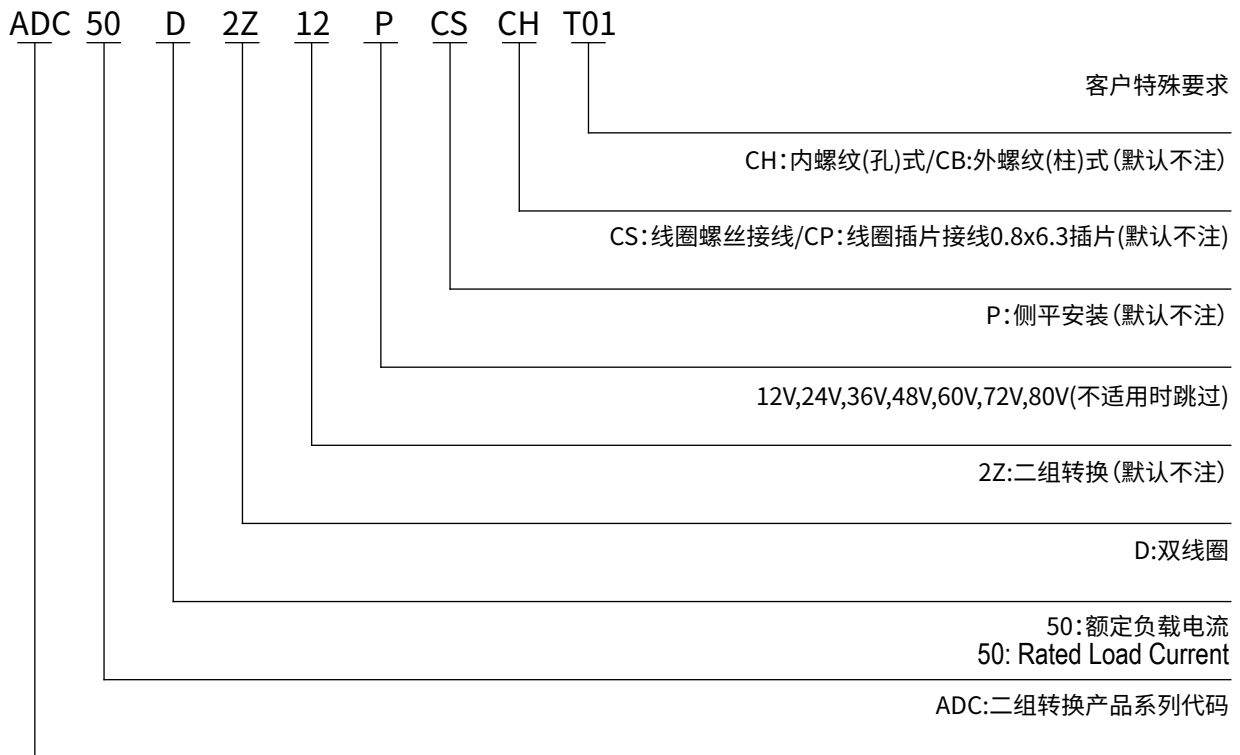 ADC 50 D 2Z 12 P CS CH T01
客户特殊要求
CH：内螺纹(孔)式/CB:外螺纹(柱)式（默认不注）
CS：线圈螺丝接线/CP：线圈插片接线0.8x6.3插片(默认不注)
P：侧平安装（默认不注）
12V,24V,36V,48V,60V,72V,80V(不适用时跳过)
2Z:二组转换（默认不注）
D:双线圈
50：额定负载电流
50: Rated Load Current
ADC:二组转换产品系列代码